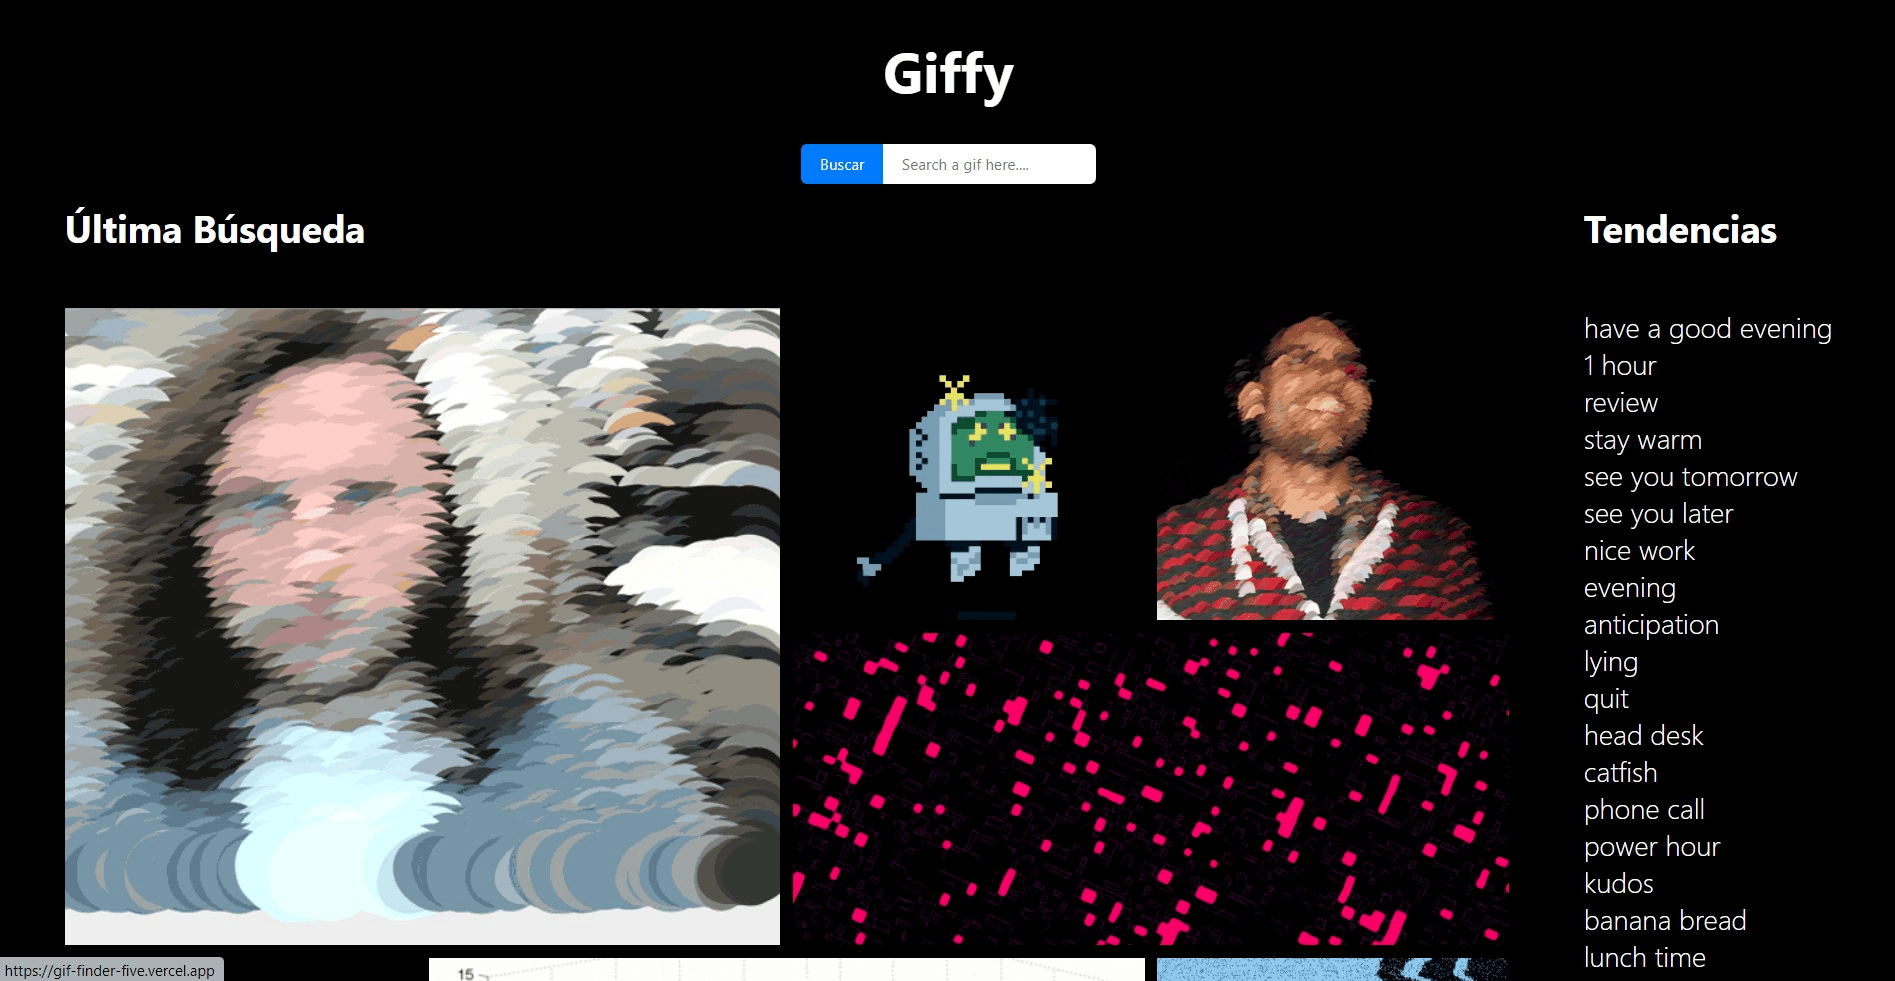 Giffy
Buscar
Search a gif here....
Última Búsqueda
Tendencias
have a good evening
1 hour
review
stay warm
see you tomorrow
see you later
nice work
evening
anticipation
lying
quit
head desk
catfish
phone call
power hour
kudos
banana bread
lunch time
15
https://gif-finder-five.vercel.app